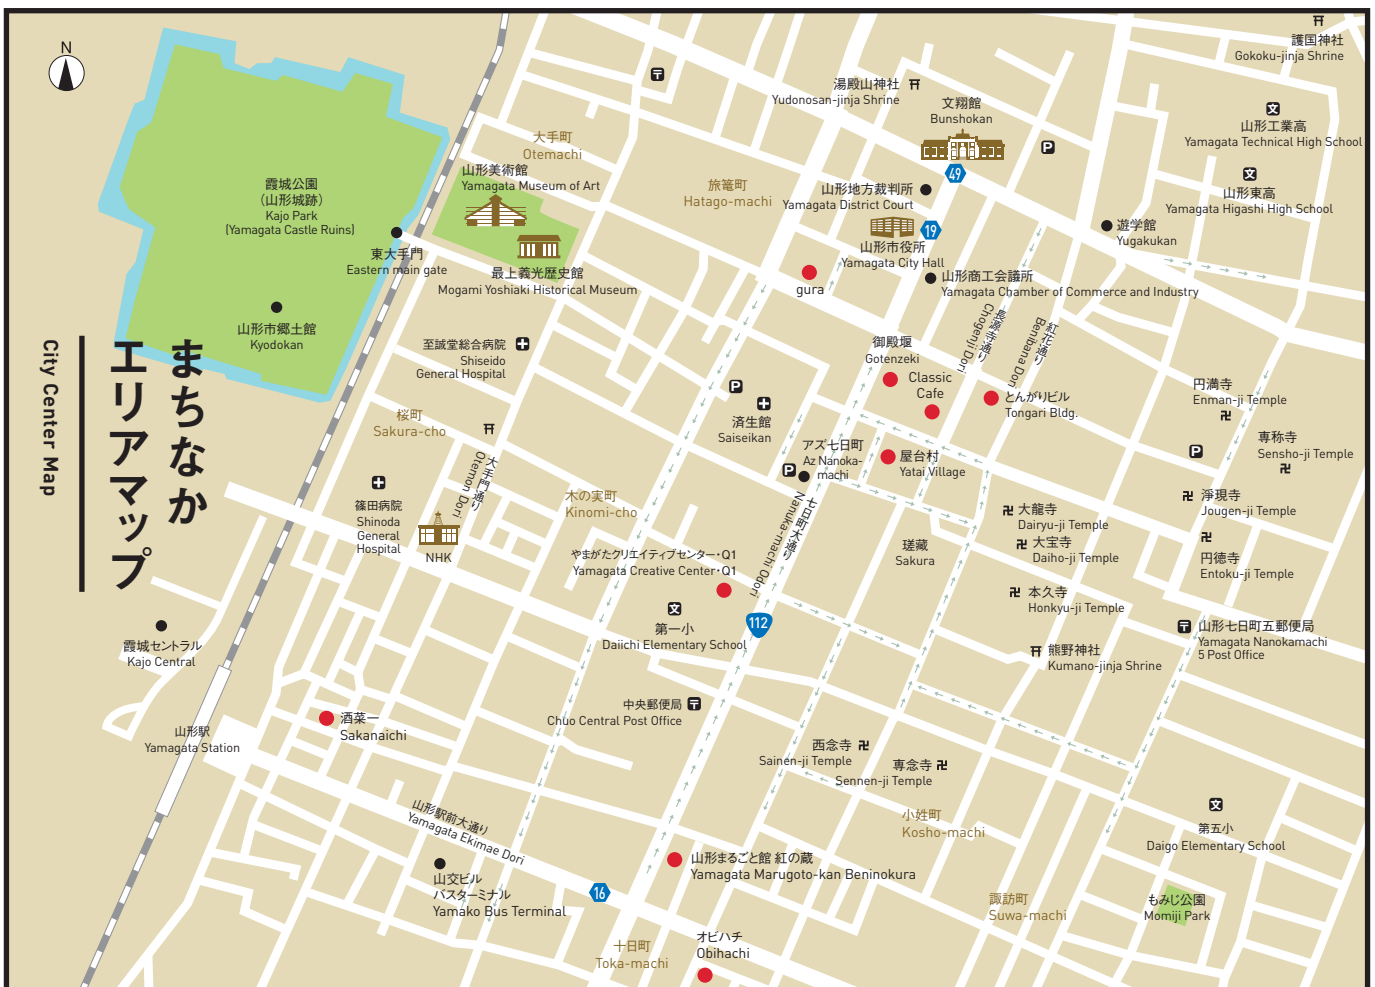 N
まちなか
エリアマップ
City Center Map
護国神社
Gokoku-jinja Shrine
湯殿山神社
Yudonosan-jinja Shrine
文翔館
Bunshokan
P
文
山形工業高
Yamagata Technical High School
文
山形東高
Yamagata Higashi High School
大手町
Otemachi
山形美術館
Yamagata Museum of Art
旅篭町
Hatago-machi
49
山形地方裁判所
Yamagata District Court
19
山形市役所
Yamagata City Hall
遊学館
Yugakukan
霞城公園
(山形城跡)
Kajo Park
(Yamagata Castle Ruins)
東大手門
Eastern main gate
最上義光歴史館
Mogami Yoshiaki Historical Museum
gura
山形商工会議所
Yamagata Chamber of Commerce and Industry
山形市郷土館
Kyodokan
至誠堂総合病院
Shiseido
General Hospital
御殿堰
Gotenzeki
長源寺通り
Chogenji Dori
紅花通り
Benibana Dori
Classic
Cafe
とんがりビル
Tongari Bldg.
円満寺
Enman-ji Temple
桜町
Sakura-cho
P
済生館
Saiseikan
アズ七日町
Az Nanoka-
machi
P
屋台村
Yatai Village
P
専称寺
Sensho-ji Temple
大手門通り
Otemon Dori
篠田病院
Shinoda
General
Hospital
NHK
木の実町
Kinomi-cho
七日町大通り
Nanuka-machi Odori
大龍寺
Dairyu-ji Temple
大宝寺
Daiho-ji Temple
淨現寺
Jougen-ji Temple
瑳蔵
Sakura
円徳寺
Entoku-ji Temple
やまがたクリエイティブセンター・Q1
Yamagata Creative Center・Q1
本久寺
Honkyu-ji Temple
文
第一小
Daiichi Elementary School
112
霞城セントラル
Kajo Central
熊野神社
Kumano-jinja Shrine
山形七日町五郵便局
Yamagata Nanokamachi
5 Post Office
中央郵便局
Chuo Central Post Office
山形駅
Yamagata Station
酒菜一
Sakanaichi
西念寺
Sainen-ji Temple
専念寺
Sennen-ji Temple
小姓町
Kosho-machi
山形駅前大通り
Yamagata Ekimae Dori
文
第五小
Daigo Elementary School
山交ビル
バスターミナル
Yamako Bus Terminal
16
山形まるごと館 紅の蔵
Yamagata Marugoto-kan Beninokura
諏訪町
Suwa-machi
もみじ公園
Momiji Park
十日町
Toka-machi
オビハチ
Obihachi